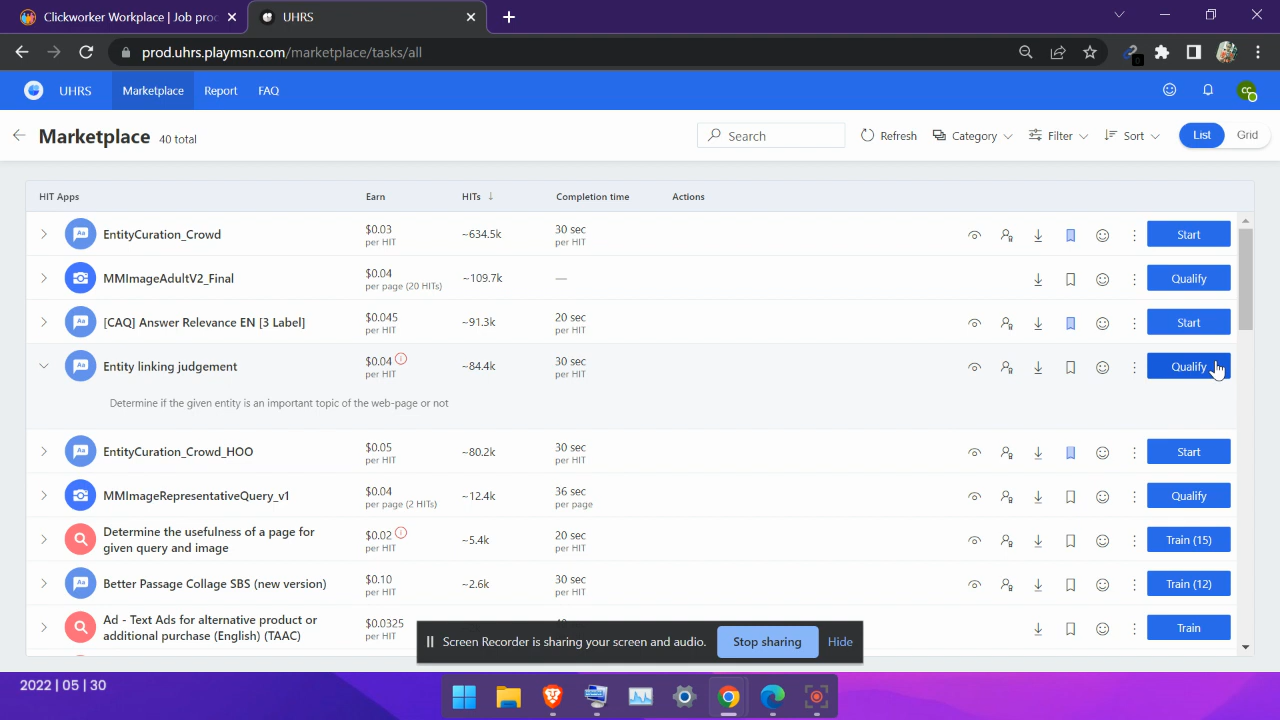 Clickworker Workplace | Job proc
UHRS
prod.uhrs.playmsn.com/marketplace/tasks/all
0
UHRS
Marketplace
Report
FAQ
CC
Marketplace
40 total
Search
Refresh
Category
Filter
Sort
List
Grid
HIT Apps
Earn
HITs ↓
Completion time
Actions
Aa
EntityCuration_Crowd
$0.03
per HIT
~634.5k
30 sec
per HIT
Start
MMImageAdultV2_Final
$0.04
per page (20 HITs)
~109.7k
—
Qualify
Aa
[CAQ] Answer Relevance EN [3 Label]
$0.045
per HIT
~91.3k
20 sec
per HIT
Start
Aa
Entity linking judgement
$0.04
per HIT
~84.4k
30 sec
per HIT
Qualify
Determine if the given entity is an important topic of the web-page or not
Aa
EntityCuration_Crowd_HOO
$0.05
per HIT
~80.2k
30 sec
per HIT
Start
MMImageRepresentativeQuery_v1
$0.04
per page (2 HITs)
~12.4k
36 sec
per page
Qualify
Determine the usefulness of a page for
given query and image
$0.02
per HIT
~5.4k
20 sec
per HIT
Train (15)
Aa
Better Passage Collage SBS (new version)
$0.10
per HIT
~2.6k
30 sec
per HIT
Train (12)
Ad - Text Ads for alternative product or
additional purchase (English) (TAAC)
$0.0325
per HIT
Train
Screen Recorder is sharing your screen and audio.
Stop sharing
Hide
2022 | 05 | 30